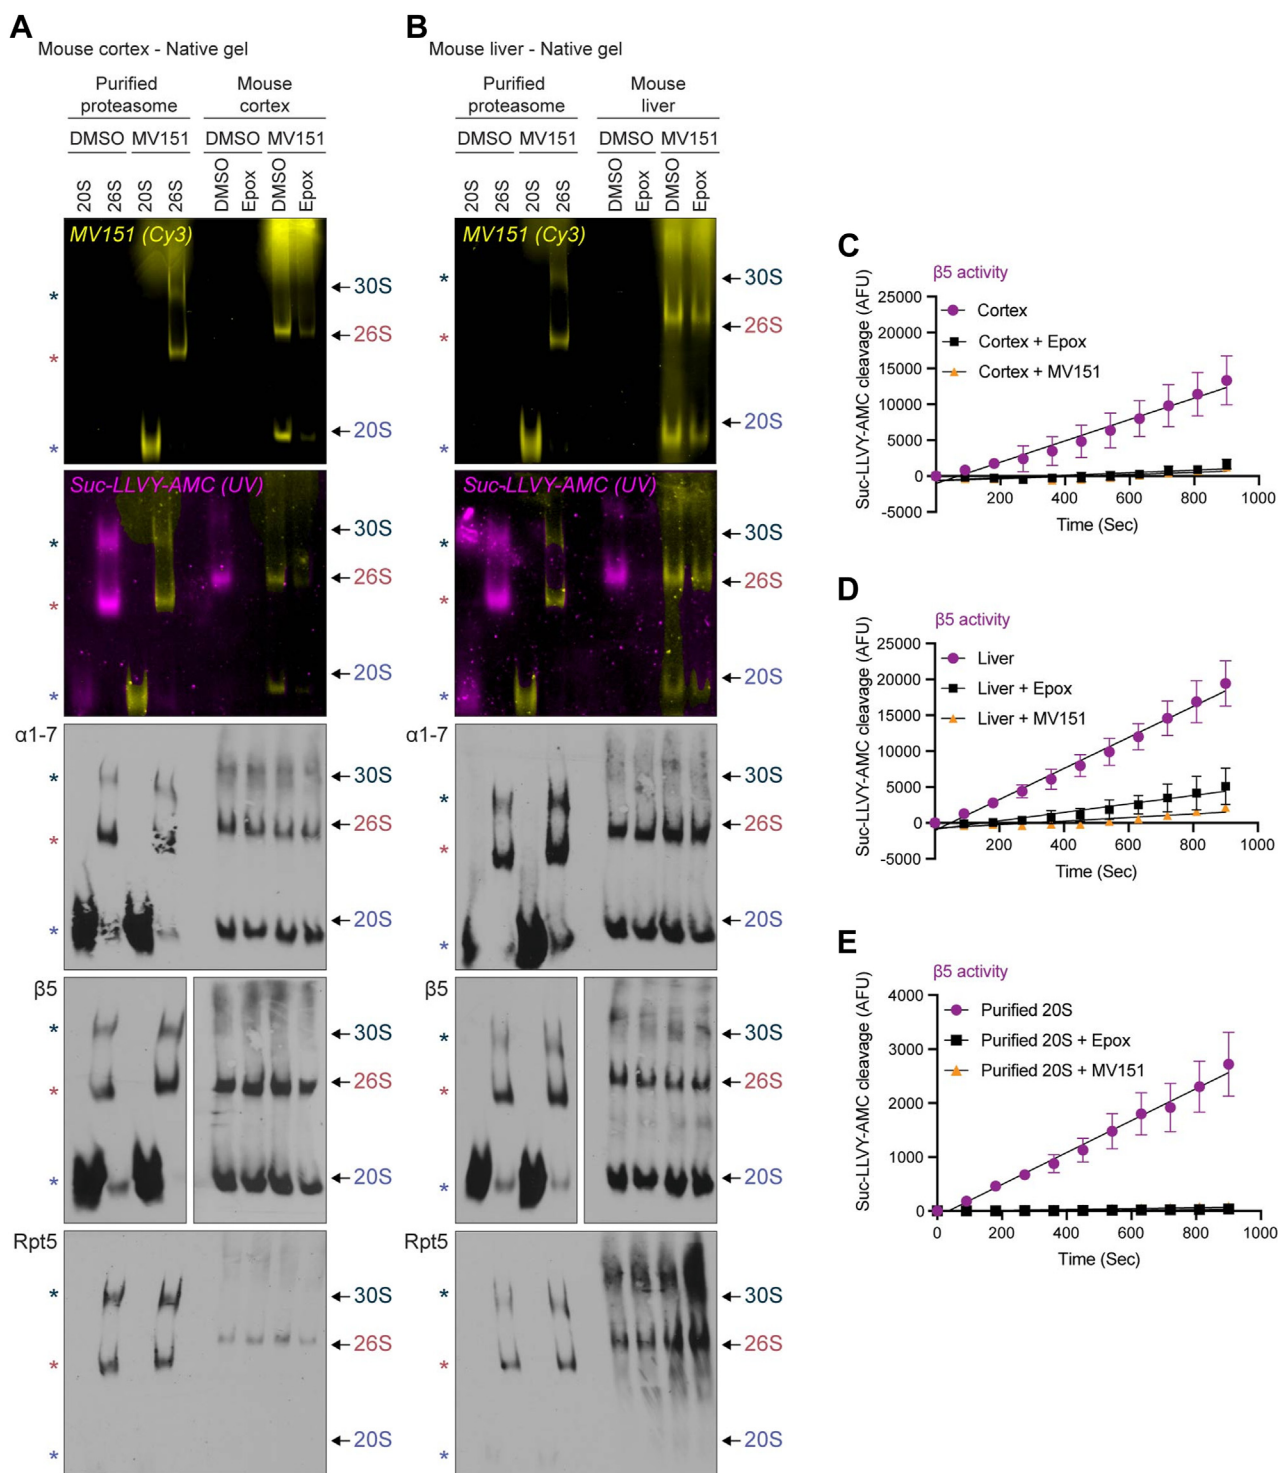 A
Mouse cortex - Native gel
Purified proteasome
Mouse cortex
DMSO MV151 DMSO MV151
20S 26S 20S 26S DMSO Epox DMSO Epox
MV151 (Cy3)
* 30S
* 26S
* 20S
Suc-LLVY-AMC (UV)
* 30S
* 26S
* 20S
α1-7
* 30S
* 26S
* 20S
β5
* 30S
* 26S
* 20S
Rpt5
* 30S
* 26S
* 20S
B
Mouse liver - Native gel
Purified proteasome
Mouse liver
DMSO MV151 DMSO MV151
20S 26S 20S 26S DMSO Epox DMSO Epox
MV151 (Cy3)
* 30S
* 26S
* 20S
Suc-LLVY-AMC (UV)
* 30S
* 26S
* 20S
α1-7
* 30S
* 26S
* 20S
β5
* 30S
* 26S
* 20S
Rpt5
* 30S
* 26S
* 20S
C
β5 activity
Suc-LLVY-AMC cleavage (AFU)
25000
20000
15000
10000
5000
0
-5000
Cortex
Cortex + Epox
Cortex + MV151
200 400 600 800 1000
Time (Sec)
D
β5 activity
Suc-LLVY-AMC cleavage (AFU)
25000
20000
15000
10000
5000
0
-5000
Liver
Liver + Epox
Liver + MV151
200 400 600 800 1000
Time (Sec)
E
β5 activity
Suc-LLVY-AMC cleavage (AFU)
4000
3000
2000
1000
0
Purified 20S
Purified 20S + Epox
Purified 20S + MV151
0 200 400 600 800 1000
Time (Sec)